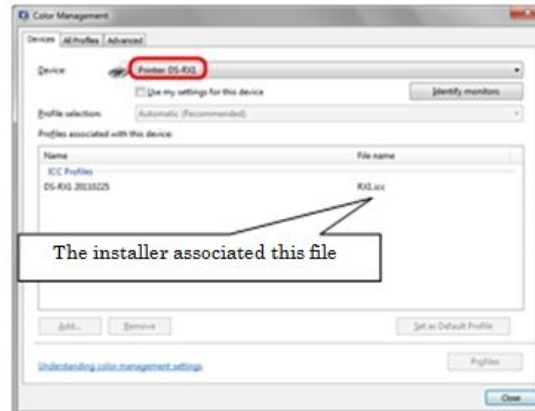 Color Management
Devices All Profiles Advanced
Device: Printer DS-RX1
Use my settings for this device Identify monitors
Profile selection: Automatic (Recommended)
Profiles associated with this device:
Name File name
ICC Profiles
DS-RX1 20110225 RX1.icc
The installer associated this file
Add... Remove Set as Default Profile
Understanding color management settings Profiles
Close